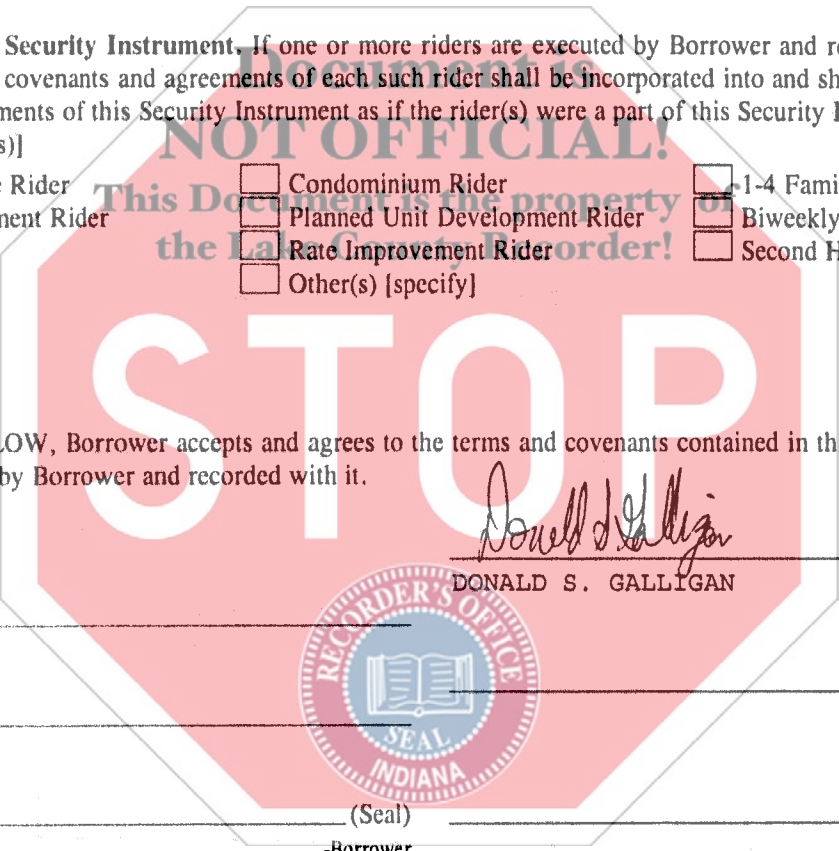 Security Instrument. If one or more riders are executed by Borrower and re
covenants and agreements of each such rider shall be incorporated into and sh
ments of this Security Instrument as if the rider(s) were a part of this Security I
s)]
Document is
NOT OFFICIAL!
This Document is the property of
the Lake County Recorder!
e Rider Condominium Rider 1-4 Fami
ment Rider Planned Unit Development Rider Biweekly
Rate Improvement Rider Second H
Other(s) [specify]
STOP
LOW, Borrower accepts and agrees to the terms and covenants contained in th
by Borrower and recorded with it.
Donald S Galligan
DONALD S. GALLIGAN
RECORDER'S OFFICE
SEAL
INDIANA
(Seal)
-Borrower